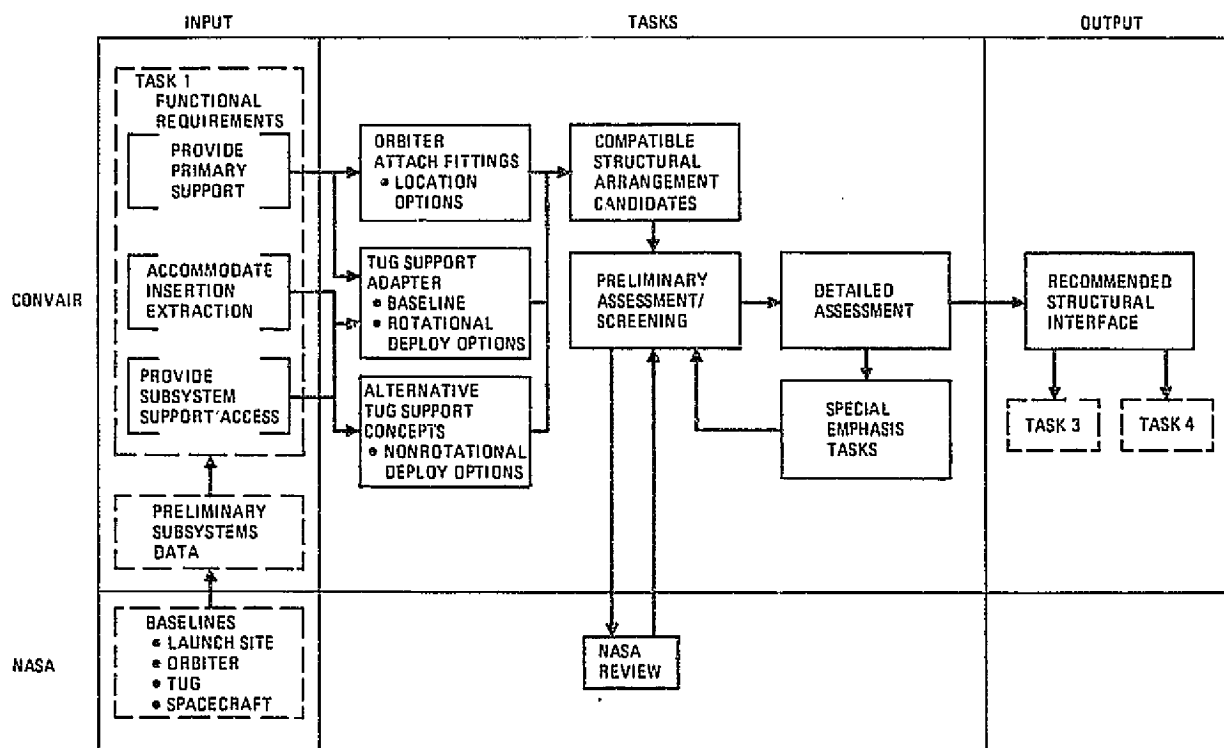 INPUT
TASKS
OUTPUT
CONVAIR
TASK 1
FUNCTIONAL
REQUIREMENTS
PROVIDE
PRIMARY
SUPPORT
ACCOMMODATE
INSERTION
EXTRACTION
PROVIDE
SUBSYSTEM
SUPPORT/ACCESS
PRELIMINARY
SUBSYSTEMS
DATA
ORBITER
ATTACH FITTINGS
• LOCATION
OPTIONS
TUG SUPPORT
ADAPTER
• BASELINE
• ROTATIONAL
DEPLOY OPTIONS
ALTERNATIVE
TUG SUPPORT
CONCEPTS
• NONROTATIONAL
DEPLOY OPTIONS
COMPATIBLE
STRUCTURAL
ARRANGEMENT
CANDIDATES
PRELIMINARY
ASSESSMENT/
SCREENING
DETAILED
ASSESSMENT
SPECIAL
EMPHASIS
TASKS
RECOMMENDED
STRUCTURAL
INTERFACE
TASK 3
TASK 4
NASA
BASELINES
• LAUNCH SITE
• ORBITER
• TUG
• SPACECRAFT
NASA
REVIEW